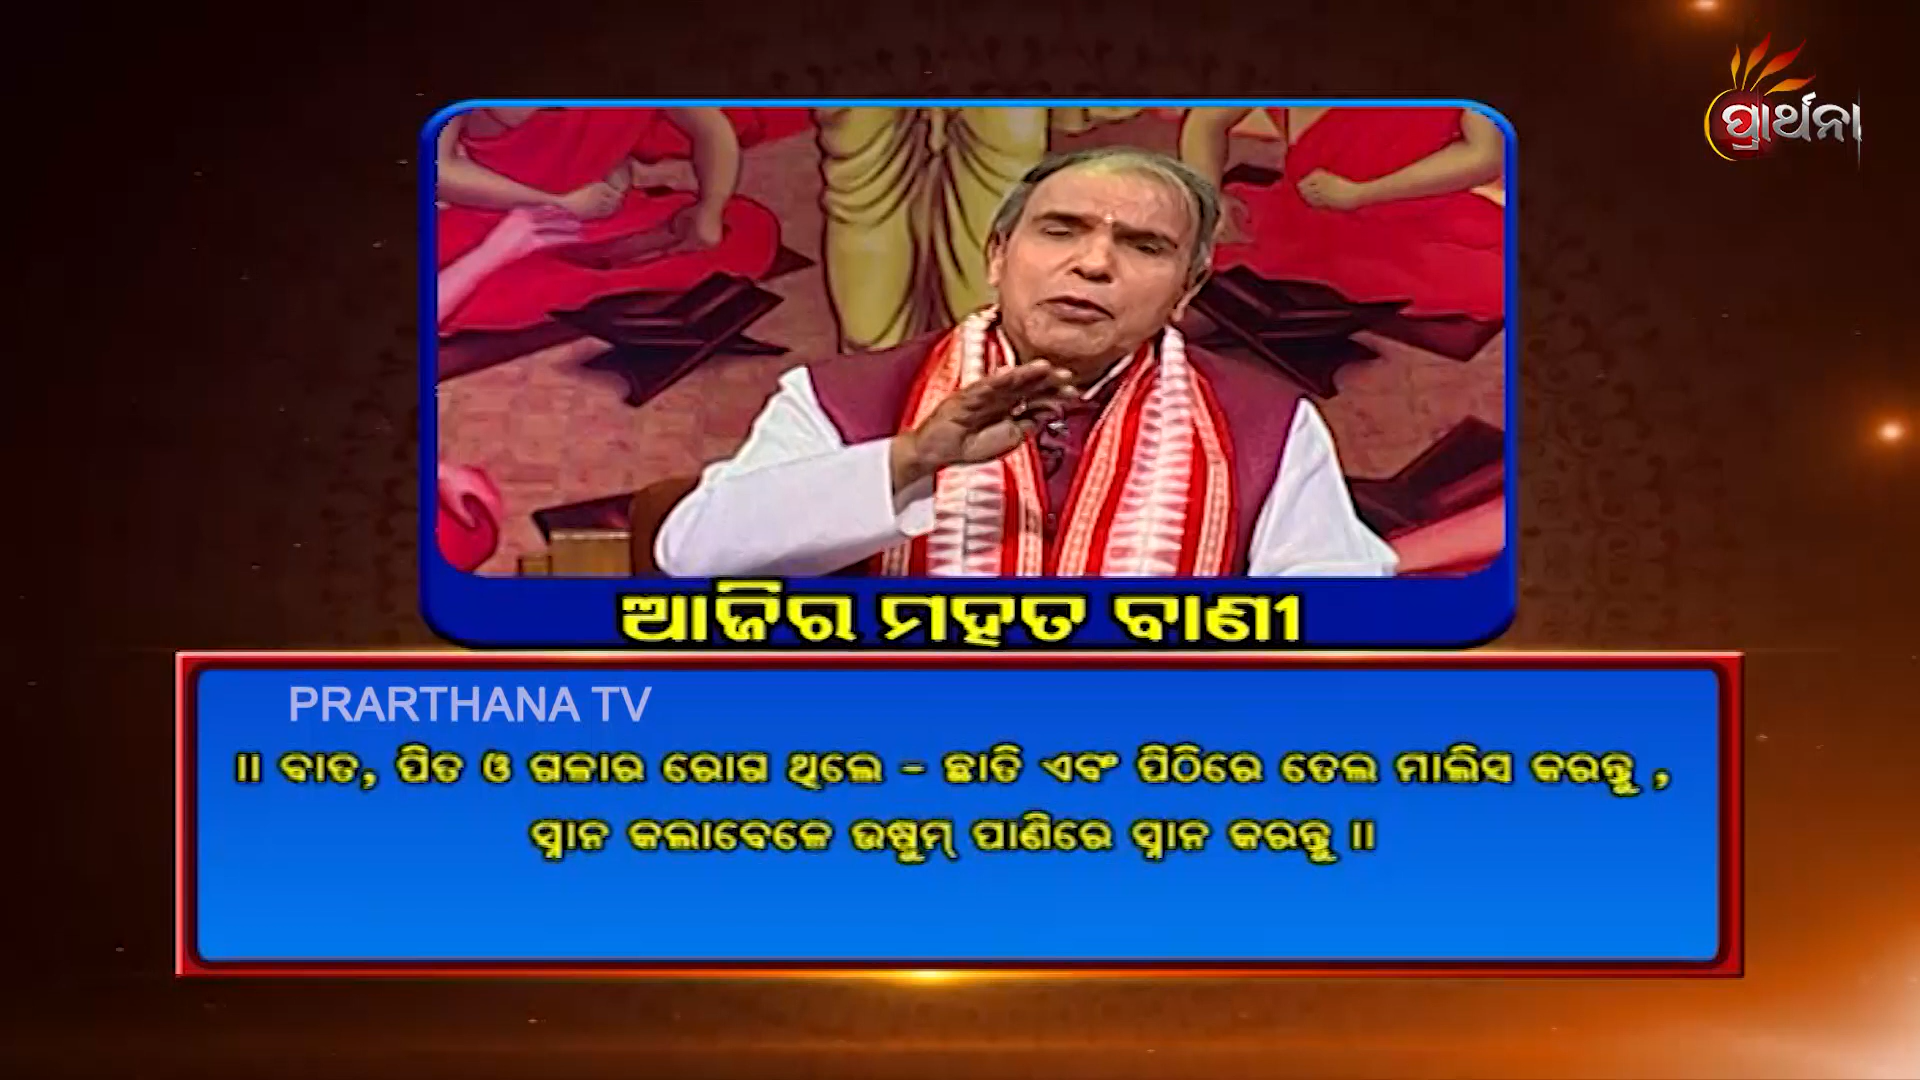 ପ୍ରାର୍ଥନା
ଆଜିର ମହତ ବାଣୀ
PRARTHANA TV
॥ ବାତ, ପିତ ଓ ଗଳାର ରୋଗ ଥିଲେ - ଛାତି ଏବଂ ପିଠିରେ ତେଲ ମାଲିସ କରନ୍ତୁ ,
ସ୍ନାନ କଲାବେଳେ ଉଷୁମ୍ ପାଣିରେ ସ୍ନାନ କରନ୍ତୁ ॥